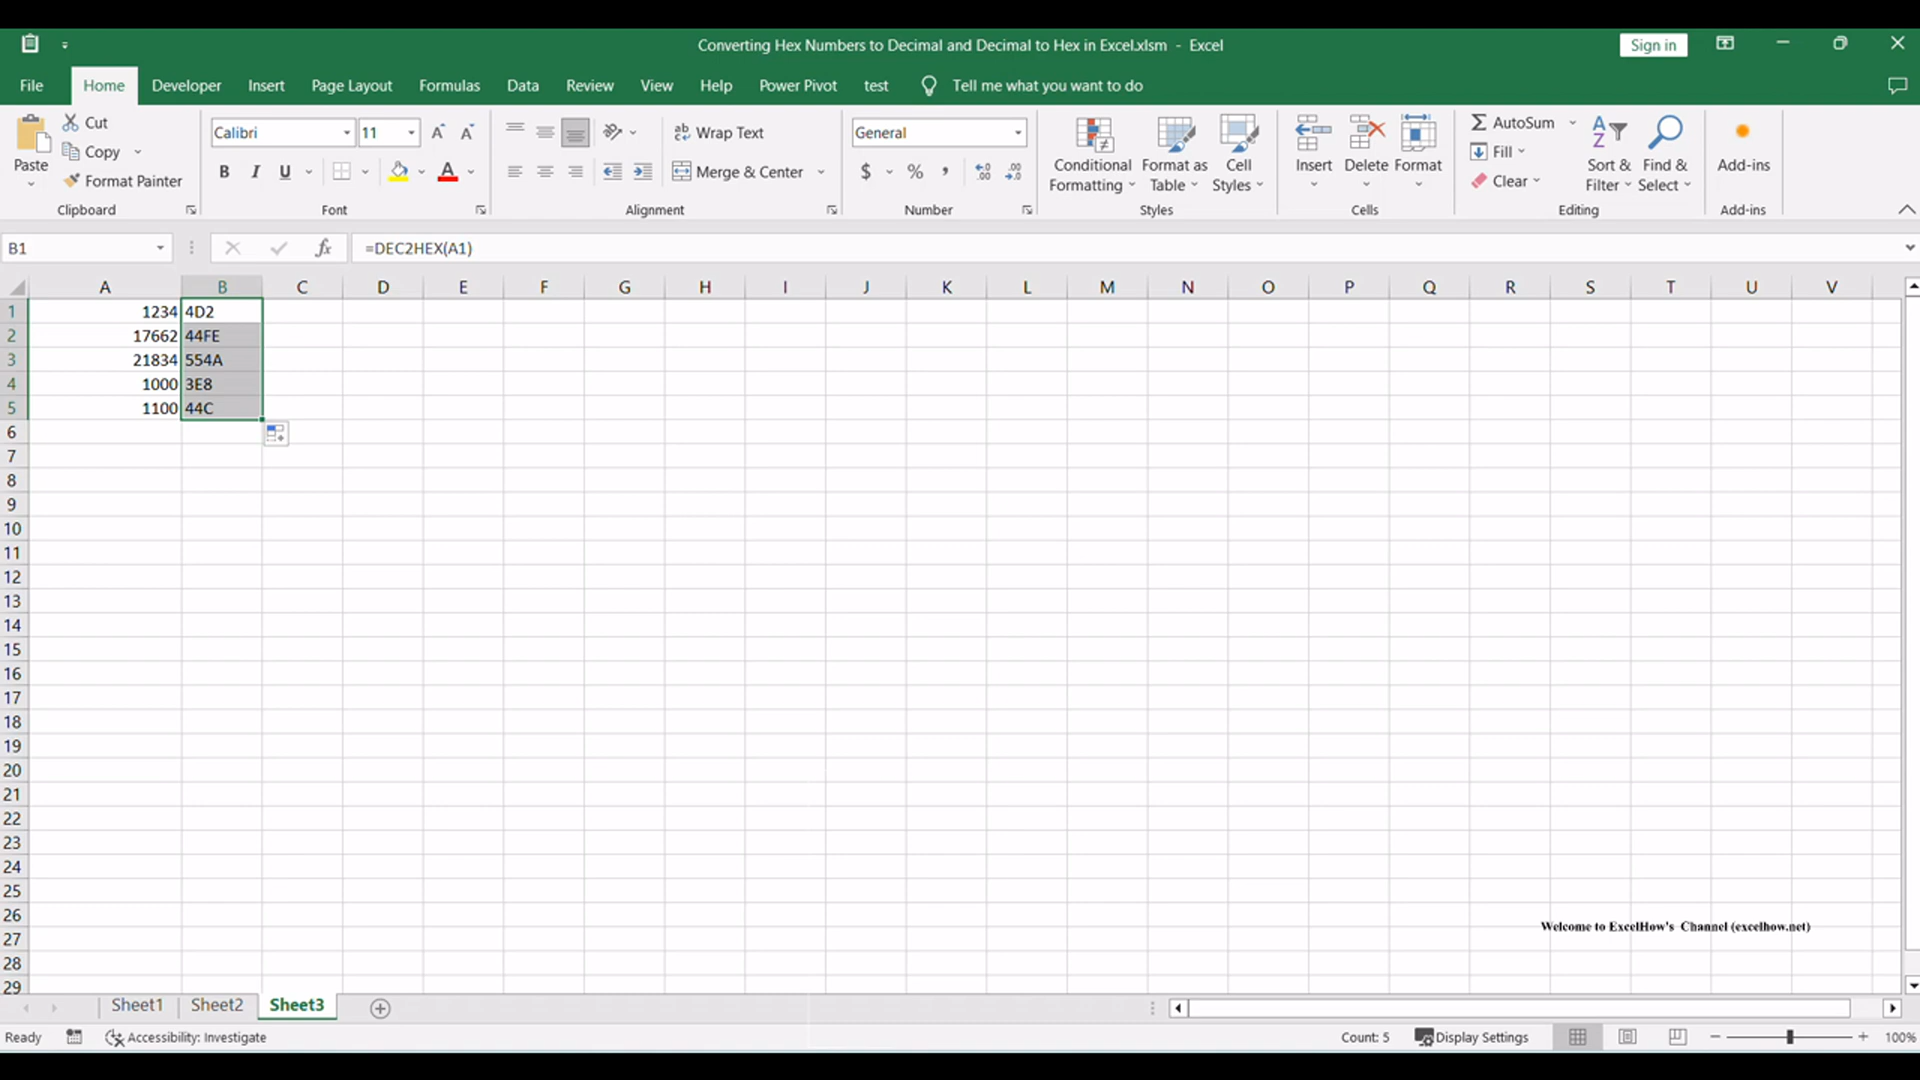 Converting Hex Numbers to Decimal and Decimal to Hex in Excel.xlsm - Excel
Sign in
File Home Developer Insert Page Layout Formulas Data Review View Help Power Pivot test Tell me what you want to do
Paste Cut Copy Format Painter
Clipboard
Calibri 11
B I U A
Font
Wrap Text
Merge & Center
Alignment
General
$ % ,
Number
Conditional Formatting Format as Table Cell Styles
Styles
Insert Delete Format
Cells
AutoSum
Fill
Clear
Sort & Filter Find & Select
Editing
Add-ins
Add-ins
B1 fx =DEC2HEX(A1)
A B C D E F G H I J K L M N O P Q R S T U V
1 1234 4D2
2 17662 44FE
3 21834 554A
4 1000 3E8
5 1100 44C
6
7
8
9
10
11
12
13
14
15
16
17
18
19
20
21
22
23
24
25
26
Welcome to ExcelHow's Channel (excelhow.net)
27
28
29
Sheet1 Sheet2 Sheet3
Ready Accessibility: Investigate Count: 5 Display Settings 100%